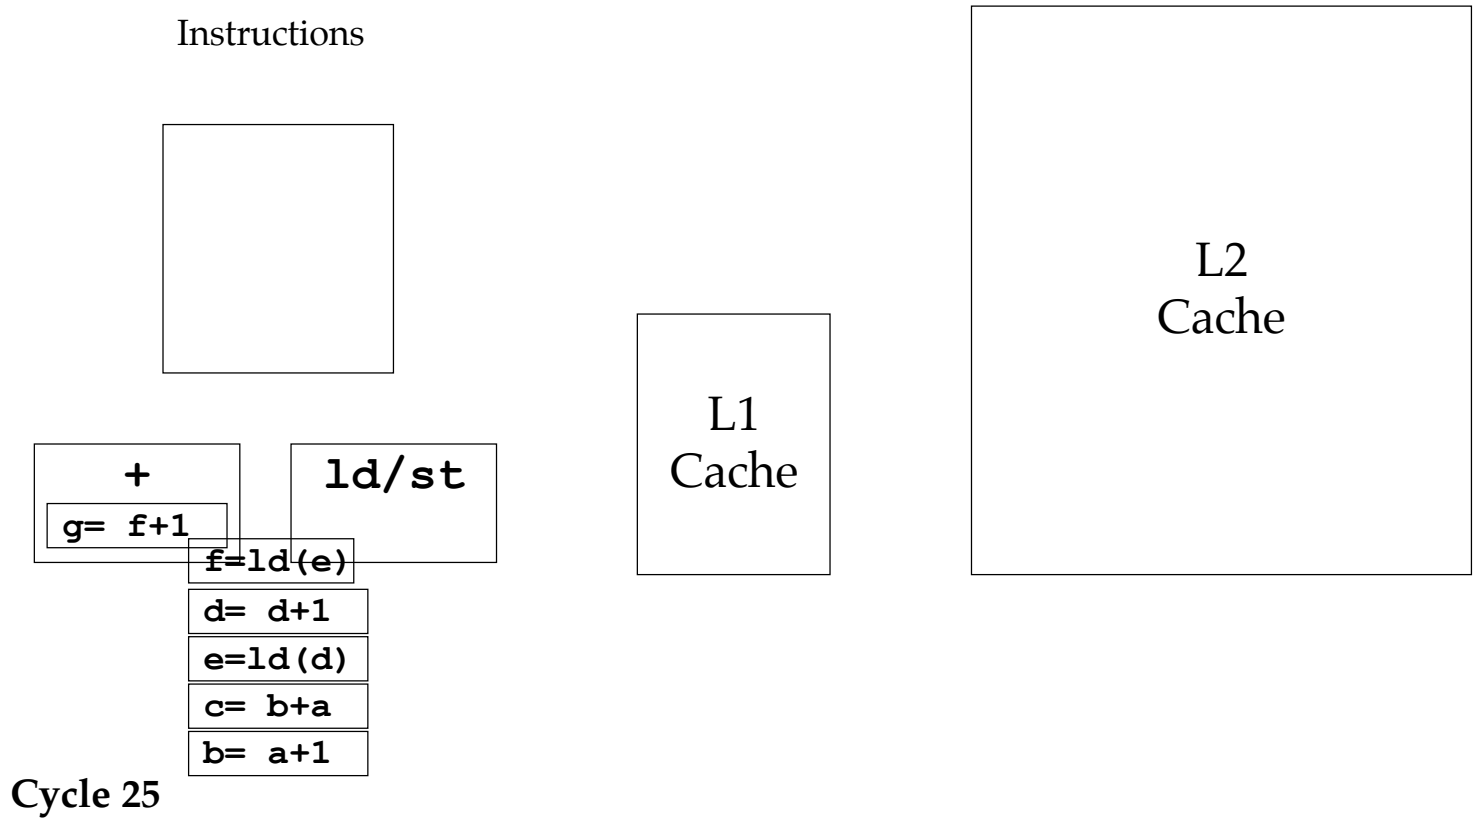 Instructions
L2
Cache
L1
Cache
+
ld/st
g= f+1
f=ld(e)
d= d+1
e=ld(d)
c= b+a
b= a+1
Cycle 25